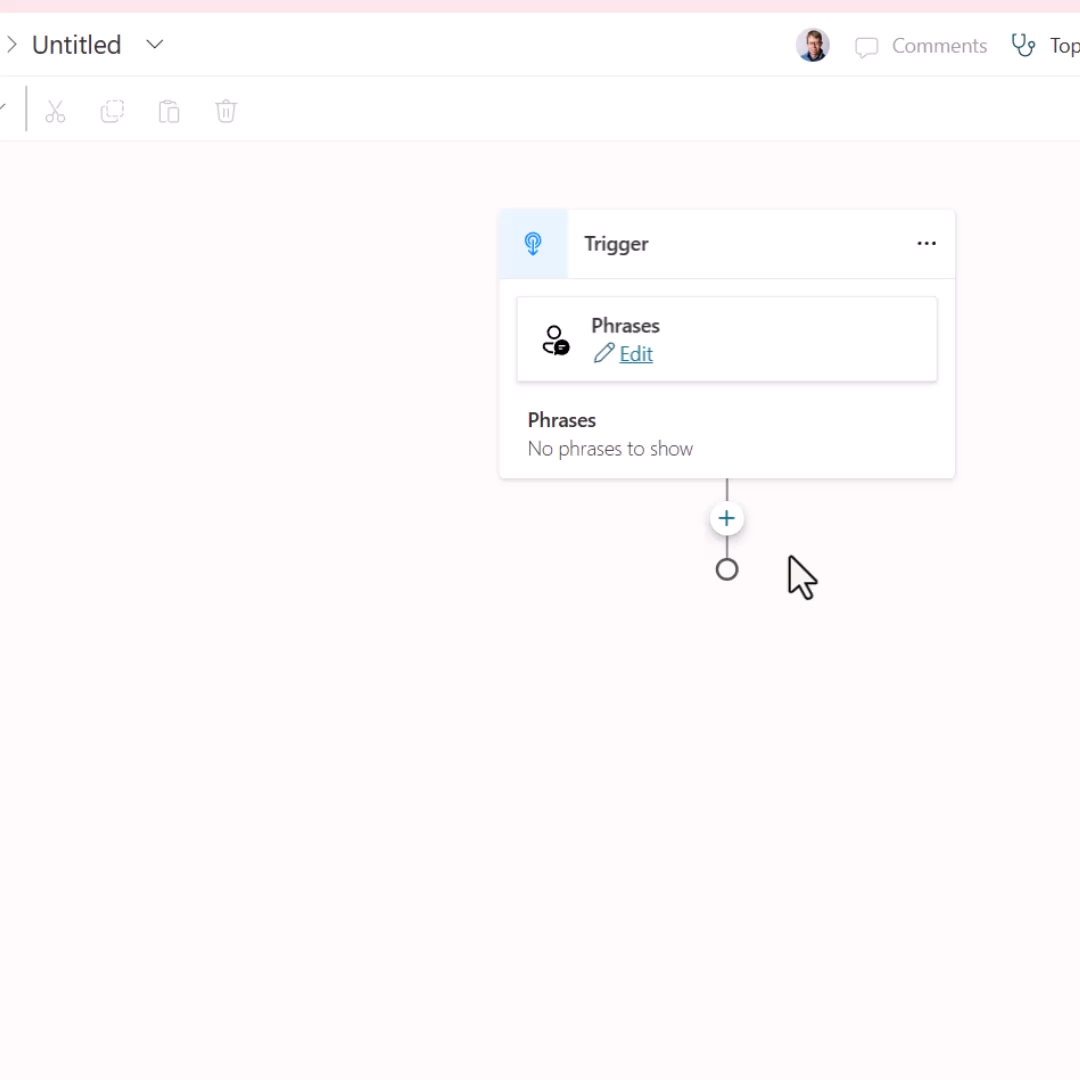 Untitled
Comments
Top
Trigger
Phrases
Edit
Phrases
No phrases to show